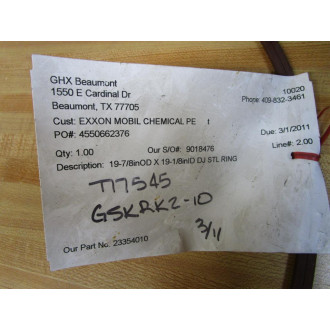 GHX Beaumont
1550 E Cardinal Dr
Beaumont, TX 77705
10020
Phone: 409-832-3461
Cust: EXXON MOBIL CHEMICAL PE t
PO#: 4550662376
Due: 3/1/2011
Qty: 1.00 Our S/O#: 9018476 Line#: 2.00
Description: 19-7/8inOD X 19-1/8inID DJ STL RING
T17545
GSKRK2-10
3/11
Our Part No. 23354010